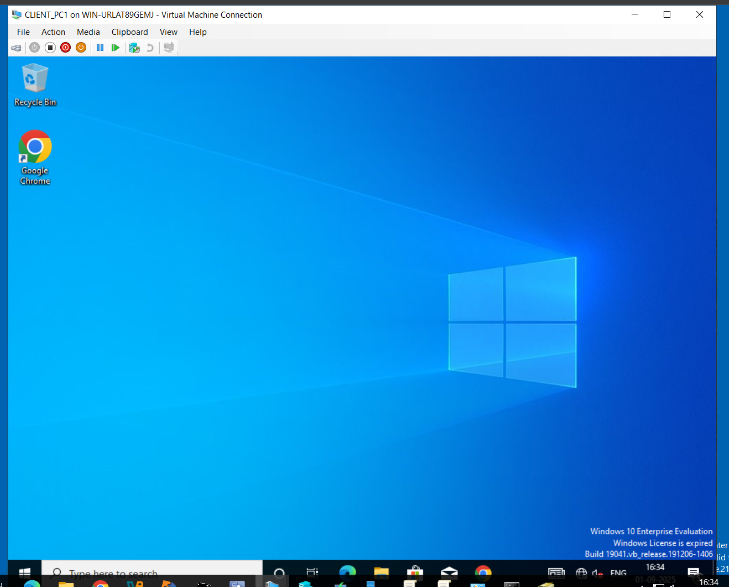 CLIENT_PC1 on WIN-URLAT89GEMJ - Virtual Machine Connection
File Action Media Clipboard View Help
Recycle Bin
Google
Chrome
Windows 10 Enterprise Evaluation
Windows License is expired
Build 19041.vb_release.191206-1406
Type here to search
ENG
16:34
16:34